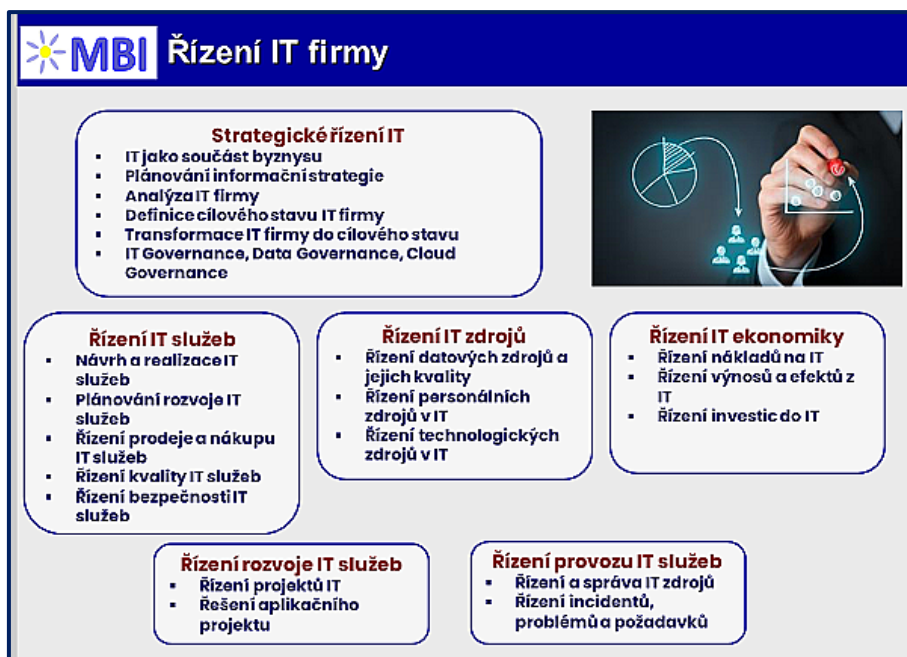 MBI Řízení IT firmy
Strategické řízení IT
▪ IT jako součást byznysu
▪ Plánování informační strategie
▪ Analýza IT firmy
▪ Definice cílového stavu IT firmy
▪ Transformace IT firmy do cílového stavu
▪ IT Governance, Data Governance, Cloud
Governance
Řízení IT služeb
▪ Návrh a realizace IT
služeb
▪ Plánování rozvoje IT
služeb
▪ Řízení prodeje a nákupu
IT služeb
▪ Řízení kvality IT služeb
▪ Řízení bezpečnosti IT
služeb
Řízení IT zdrojů
▪ Řízení datových zdrojů a
jejich kvality
▪ Řízení personálních
zdrojů v IT
▪ Řízení technologických
zdrojů v IT
Řízení IT ekonomiky
▪ Řízení nákladů na IT
▪ Řízení výnosů a efektů z
IT
▪ Řízení investic do IT
Řízení rozvoje IT služeb
▪ Řízení projektů IT
▪ Řešení aplikačního
projektu
Řízení provozu IT služeb
▪ Řízení a správa IT zdrojů
▪ Řízení incidentů,
problémů a požadavků